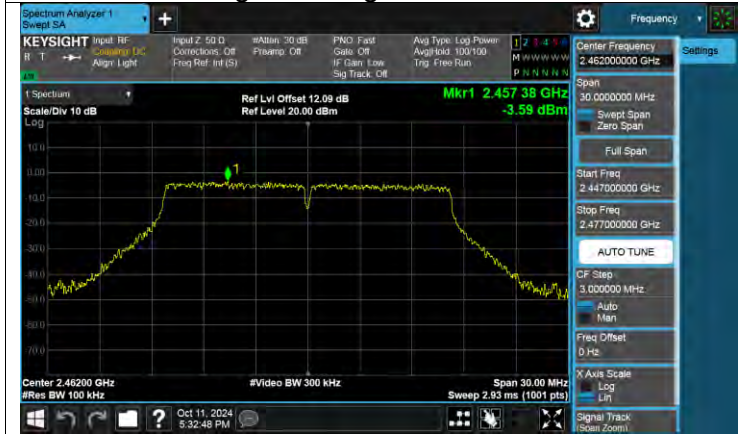 Spectrum Analyzer 1
Swept SA
+
Frequency
KEYSIGHT
R T
Input: RF
Coupling: DC
Align: Light
Input Z: 50 Ω
Corrections: Off
Freq Ref: Int (S)
#Atten: 30 dB
Preamp: Off
PNO: Fast
Gate: Off
IF Gain: Low
Sig Track: Off
Avg Type: Log-Power
Avg|Hold: 100/100
Trig: Free Run
1 2 3 4 5 6
M W W W W W
P N N N N N
1 Spectrum
Scale/Div 10 dB
Log
Ref Lvl Offset 12.09 dB
Ref Level 20.00 dBm
Mkr1 2.457 38 GHz
-3.59 dBm
10.0
0.00
-10.0
-20.0
-30.0
-40.0
-50.0
-60.0
-70.0
1
Center 2.46200 GHz
#Res BW 100 kHz
#Video BW 300 kHz
Span 30.00 MHz
Sweep 2.93 ms (1001 pts)
Center Frequency
2.462000000 GHz
Settings
Span
30.0000000 MHz
Swept Span
Zero Span
Full Span
Start Freq
2.447000000 GHz
Stop Freq
2.477000000 GHz
AUTO TUNE
CF Step
3.000000 MHz
Auto
Man
Freq Offset
0 Hz
X Axis Scale
Log
Lin
Signal Track
(Span Zoom)
?
Oct 11, 2024
5:32:48 PM